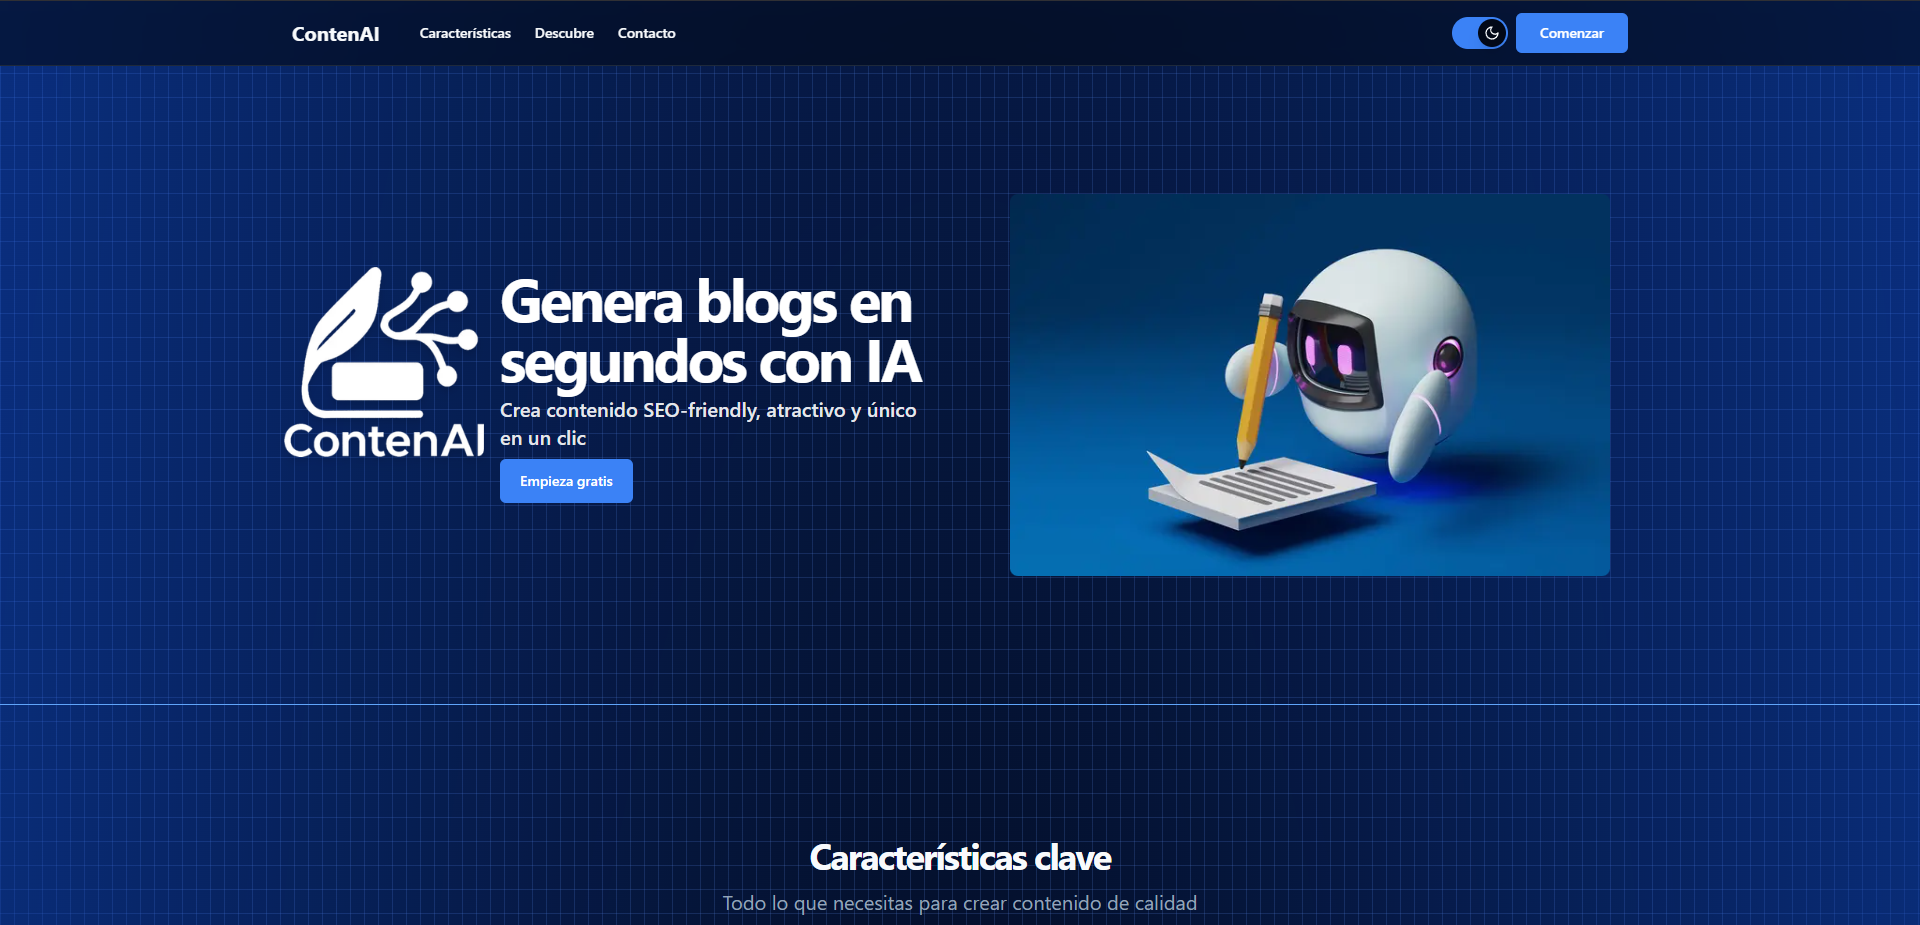 ContenAI
Características
Descubre
Contacto
Comenzar
ContenAI
Genera blogs en
segundos con IA
Crea contenido SEO-friendly, atractivo y único
en un clic
Empieza gratis
Características clave
Todo lo que necesitas para crear contenido de calidad